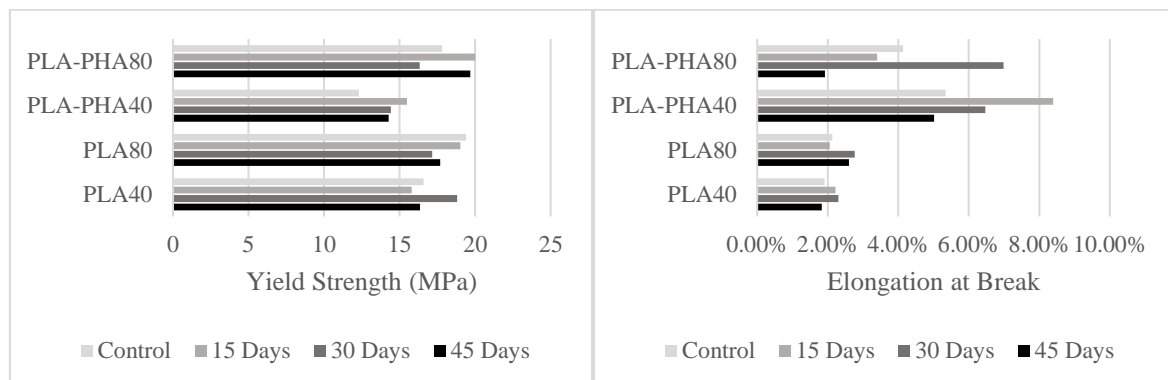 PLA-PHA80
PLA-PHA40
PLA80
PLA40
0 5 10 15 20 25
Yield Strength (MPa)
Control 15 Days 30 Days 45 Days
PLA-PHA80
PLA-PHA40
PLA80
PLA40
0.00% 2.00% 4.00% 6.00% 8.00% 10.00%
Elongation at Break
Control 15 Days 30 Days 45 Days